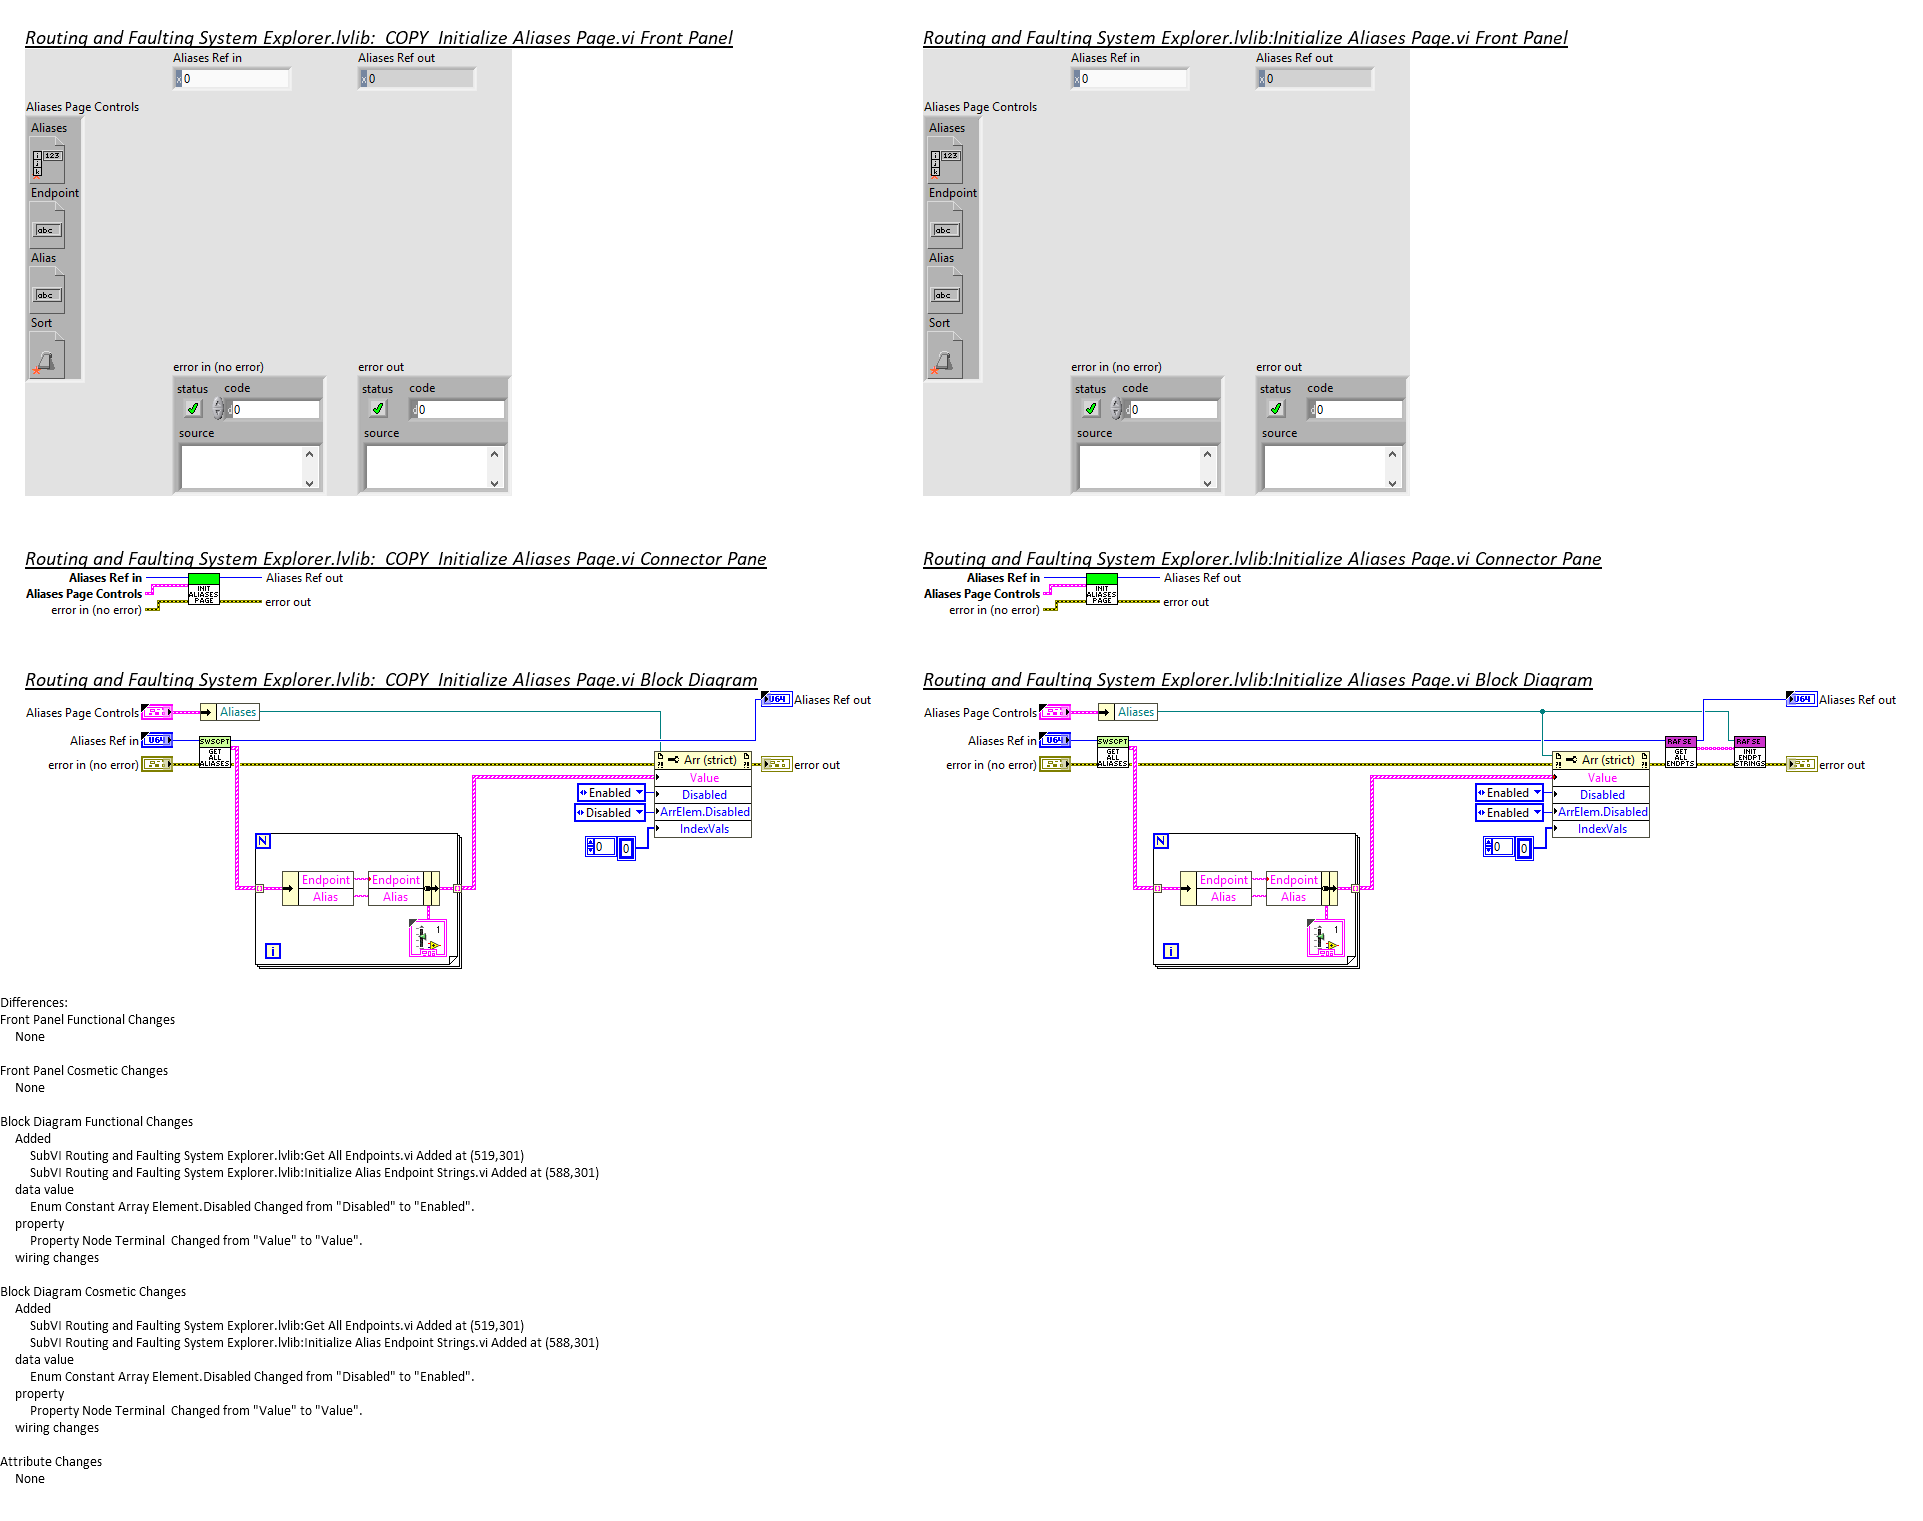 Routing and Faulting System Explorer.lvlib:  COPY  Initialize Aliases Page.vi Front Panel
Aliases Ref in
Aliases Ref out
x 0
x 0
Aliases Page Controls
Aliases
i
j
k
123
Endpoint
abc
Alias
abc
Sort
error in (no error)
status
code
d 0
source
error out
status
code
d 0
source
Routing and Faulting System Explorer.lvlib:Initialize Aliases Page.vi Front Panel
Aliases Ref in
Aliases Ref out
x 0
x 0
Aliases Page Controls
Aliases
i
j
k
123
Endpoint
abc
Alias
abc
Sort
error in (no error)
status
code
d 0
source
error out
status
code
d 0
source
Routing and Faulting System Explorer.lvlib:  COPY  Initialize Aliases Page.vi Connector Pane
Aliases Ref in
Aliases Page Controls
error in (no error)
INIT
ALIASES
PAGE
Aliases Ref out
error out
Routing and Faulting System Explorer.lvlib:Initialize Aliases Page.vi Connector Pane
Aliases Ref in
Aliases Page Controls
error in (no error)
INIT
ALIASES
PAGE
Aliases Ref out
error out
Routing and Faulting System Explorer.lvlib:  COPY  Initialize Aliases Page.vi Block Diagram
Aliases Page Controls
Aliases
U64
Aliases Ref out
Aliases Ref in
U64
SWSCPT
GET
ALL
ALIASES
error in (no error)
Arr (strict)
error out
Value
Enabled
Disabled
Disabled
ArrElem.Disabled
IndexVals
0
0
N
Endpoint
Endpoint
Alias
Alias
1
i
Routing and Faulting System Explorer.lvlib:Initialize Aliases Page.vi Block Diagram
Aliases Page Controls
Aliases
U64
Aliases Ref out
Aliases Ref in
U64
SWSCPT
GET
ALL
ALIASES
RAF SE
GET
ALL
ENDPTS
RAF SE
INIT
ENDPT
STRINGS
error in (no error)
Arr (strict)
error out
Value
Enabled
Disabled
Enabled
ArrElem.Disabled
IndexVals
0
0
N
Endpoint
Endpoint
Alias
Alias
1
i
Differences:
Front Panel Functional Changes
None
Front Panel Cosmetic Changes
None
Block Diagram Functional Changes
Added
SubVI Routing and Faulting System Explorer.lvlib:Get All Endpoints.vi Added at (519,301)
SubVI Routing and Faulting System Explorer.lvlib:Initialize Alias Endpoint Strings.vi Added at (588,301)
data value
Enum Constant Array Element.Disabled Changed from "Disabled" to "Enabled".
property
Property Node Terminal  Changed from "Value" to "Value".
wiring changes
Block Diagram Cosmetic Changes
Added
SubVI Routing and Faulting System Explorer.lvlib:Get All Endpoints.vi Added at (519,301)
SubVI Routing and Faulting System Explorer.lvlib:Initialize Alias Endpoint Strings.vi Added at (588,301)
data value
Enum Constant Array Element.Disabled Changed from "Disabled" to "Enabled".
property
Property Node Terminal  Changed from "Value" to "Value".
wiring changes
Attribute Changes
None